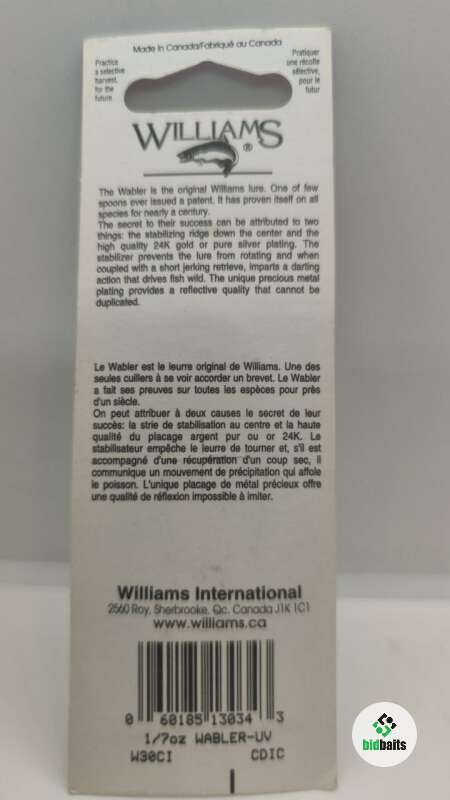 Made in Canada/Fabriqué au Canada
Practice
a selective
harvest,
for the
future.
Pratiquer
une récolte
sélective,
pour le
futur
WILLIAMS
®
The Wabler is the original Williams lure. One of few
spoons ever issued a patent. It has proven itself on all
species for nearly a century.
The secret to their success can be attributed to two
things: the stabilizing ridge down the center and the
high quality 24K gold or pure silver plating. The
stabilizer prevents the lure from rotating and when
coupled with a short jerking retrieve, imparts a darting
action that drives fish wild. The unique precious metal
plating provides a reflective quality that cannot be
duplicated.
Le Wabler est le leurre original de Williams. Une des
seules cuillers à se voir accorder un brevet. Le Wabler
a fait ses preuves sur toutes les espèces pour près
d'un siècle.
On peut attribuer à deux causes le secret de leur
succès: la strie de stabilisation au centre et la haute
qualité du placage argent pur ou or 24K. Le
stabilisateur empêche le leurre de tourner et, s'il est
accompagné d'une récupération d'un coup sec, il
communique un mouvement de précipitation qui affole
le poisson. L'unique placage de métal précieux offre
une qualité de réflexion impossible à imiter.
Williams International
2560 Roy, Sherbrooke, Qc. Canada J1K 1C1
www.williams.ca
0 60185 13034 3
1/7oz WABLER-UV
W30CI CDIC
bidbaits